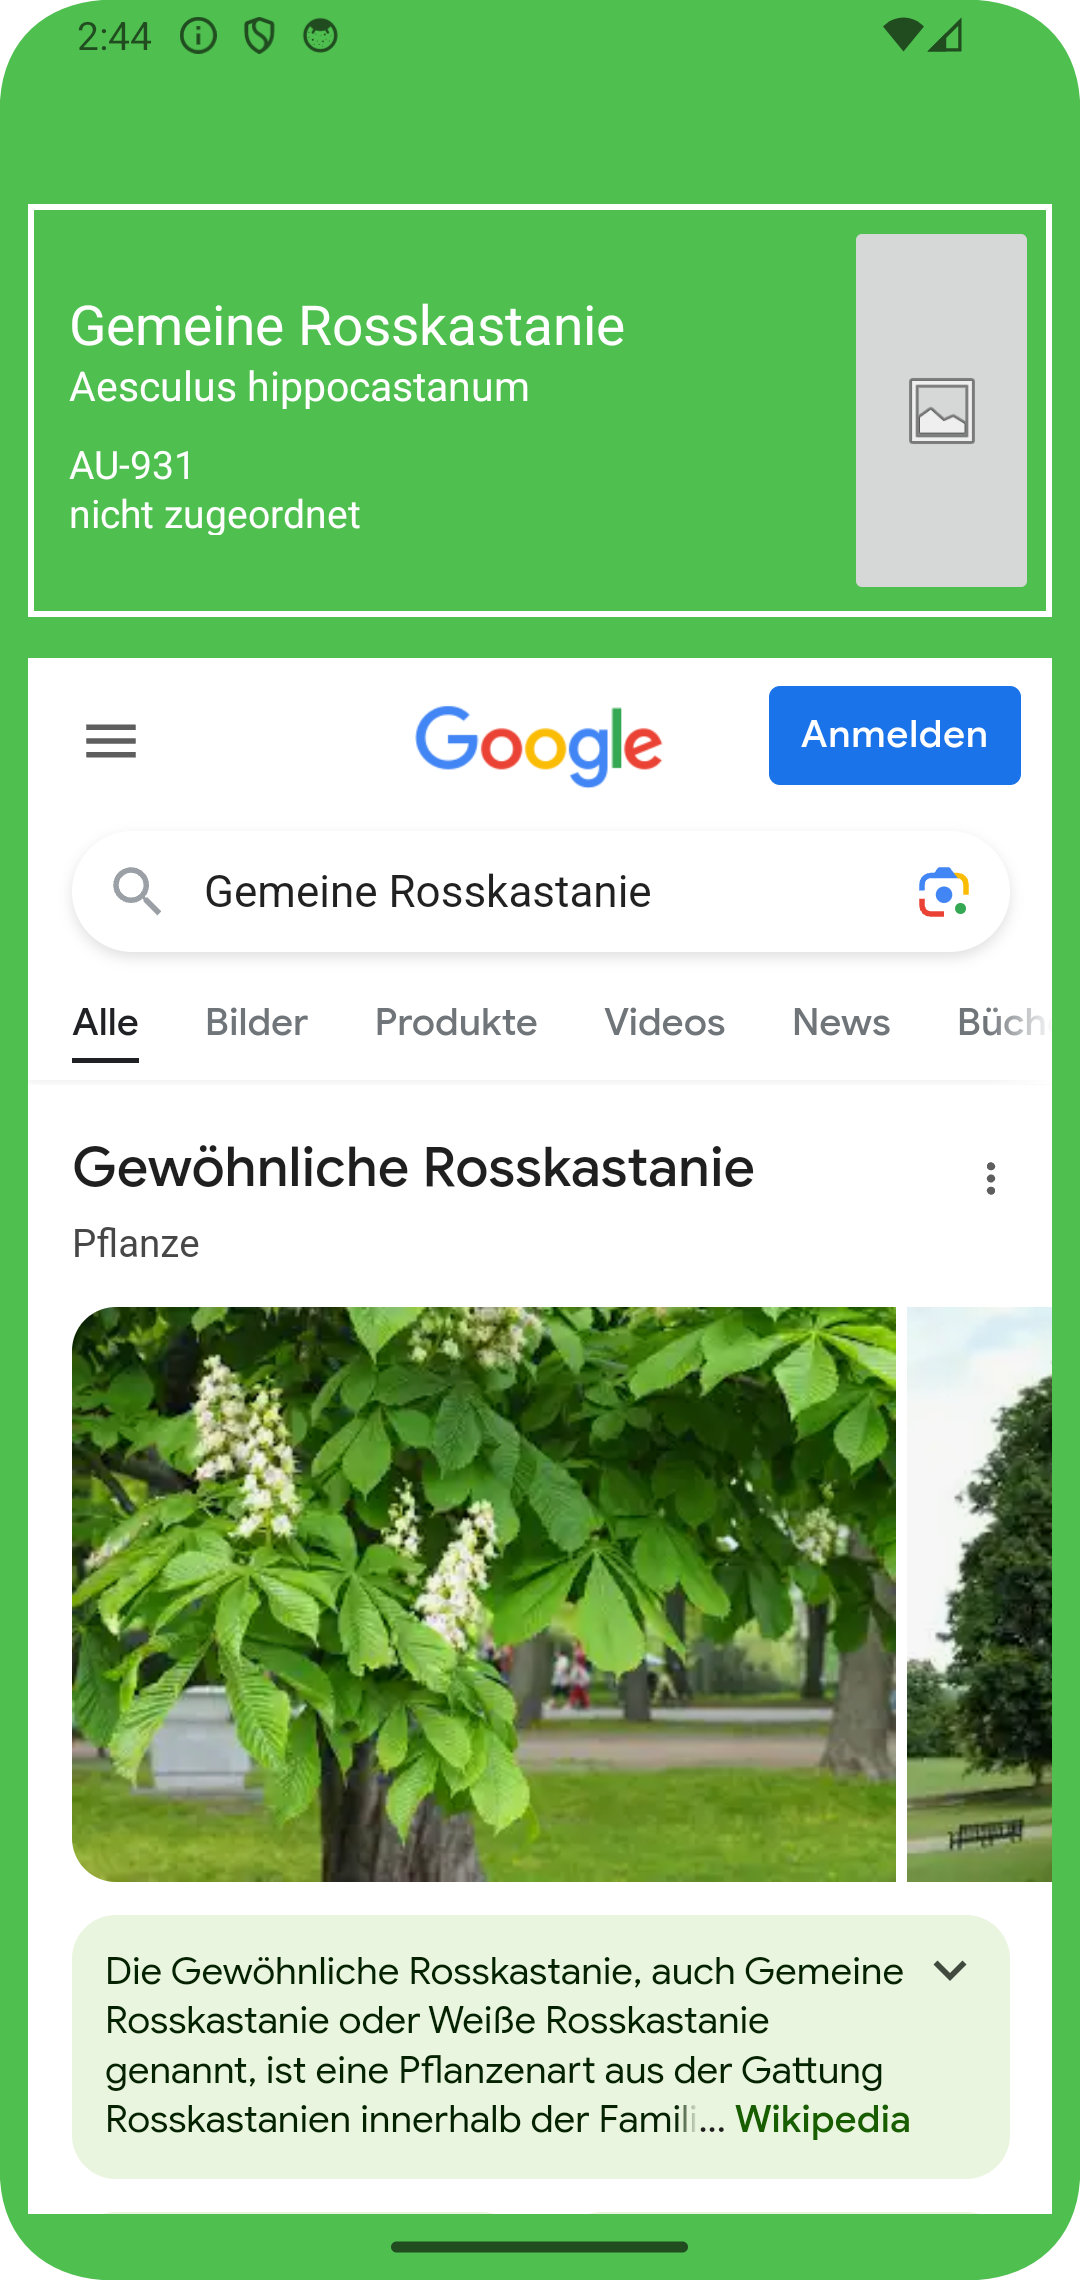 2:44
Gemeine Rosskastanie
Aesculus hippocastanum
AU-931
nicht zugeordnet
Google
Anmelden
Gemeine Rosskastanie
Alle Bilder Produkte Videos News Büch
Gewöhnliche Rosskastanie
Pflanze
Die Gewöhnliche Rosskastanie, auch Gemeine
Rosskastanie oder Weiße Rosskastanie
genannt, ist eine Pflanzenart aus der Gattung
Rosskastanien innerhalb der Famili... Wikipedia